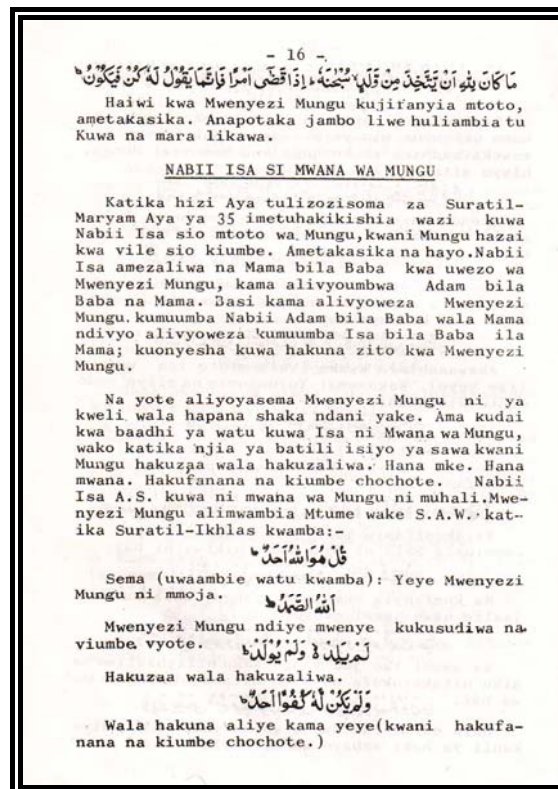 - 16 -
مَا كَانَ لِلّٰهِ اَنْ يَّتَّخِذَ مِنْ وَّلَدٍ سُبْحٰنَهٗ ؕ اِذَا قَضٰٓى اَمْرًا فَاِنَّمَا يَقُوْلُ لَهٗ كُنْ فَيَكُوْنُ ؕ
Haiwi kwa Mwenyezi Mungu kujifanyia mtoto,
ametakasika. Anapotaka jambo liwe huliambia tu
Kuwa na mara likawa.
NABII ISA SI MWANA WA MUNGU
Katika hizi Aya tulizozisoma za Suratil-
Maryam Aya ya 35 imetuhakikishia wazi kuwa
Nabii Isa sio mtoto wa Mungu,kwani Mungu hazai
kwa vile sio kiumbe. Ametakasika na hayo.Nabii
Isa amezaliwa na Mama bila Baba kwa uwezo wa
Mwenyezi Mungu, kama alivyoumbwa Adam bila
Baba na Mama. Basi kama alivyoweza Mwenyezi
Mungu. kumuumba Nabii Adam bila Baba wala Mama
ndivyo alivyoweza kumuumba Isa bila Baba ila
Mama; kuonyesha kuwa hakuna zito kwa Mwenyezi
Mungu.
Na yote aliyoyasema Mwenyezi Mungu ni ya
kweli wala hapana shaka ndani yake. Ama kudai
kwa baadhi ya watu kuwa Isa ni Mwana wa Mungu,
wako katika njia ya batili isiyo ya sawa kwani
Mungu hakuzaa wala hakuzaliwa. Hana mke. Hana
mwana. Hakufanana na kiumbe chochote. Nabii
Isa A.S. kuwa ni mwana wa Mungu ni muhali.Mwe-
nyezi Mungu alimwambia Mtume wake S.A.W. kat-
ika Suratil-Ikhlas kwamba:-
قُلْ هُوَ اللّٰهُ اَحَدٌ ؕ
Sema (uwaambie watu kwamba): Yeye Mwenyezi
Mungu ni mmoja.
اَللّٰهُ الصَّمَدُ ؕ
Mwenyezi Mungu ndiye mwenye kukusudiwa na
viumbe vyote.
لَمْ يَلِدْ ۙ وَلَمْ يُوْلَدْ ؕ
Hakuzaa wala hakuzaliwa.
وَلَمْ يَكُنْ لَّهٗ كُفُوًا اَحَدٌ ؕ
Wala hakuna aliye kama yeye(kwani hakufa-
nana na kiumbe chochote.)